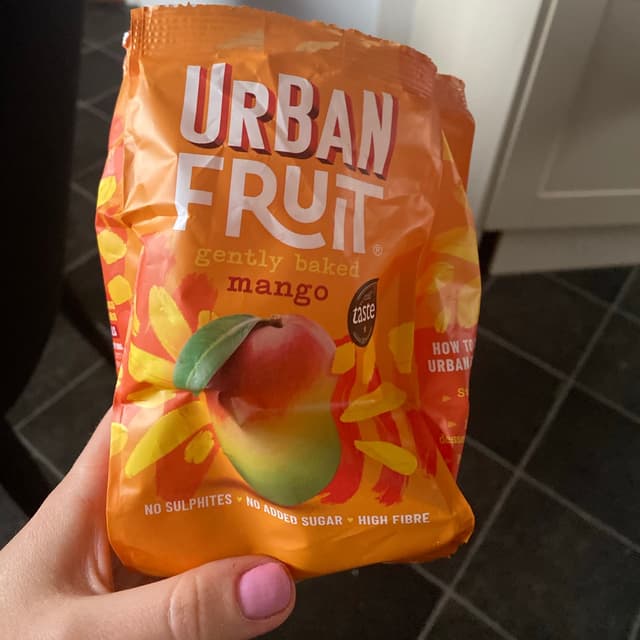 URBAN
FRUIT®
gently baked
mango
taste
NO SULPHITES • NO ADDED SUGAR • HIGH FIBRE
HOW TO
URBAN